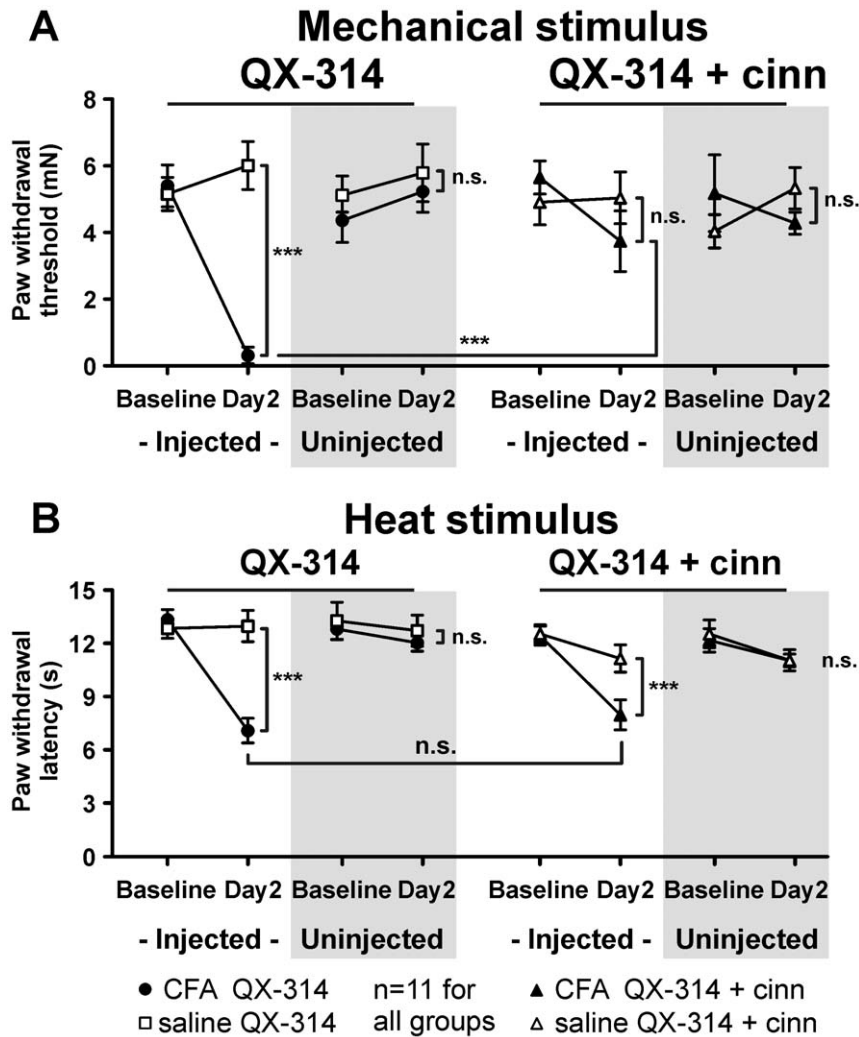 A Mechanical stimulus
QX-314 QX-314 + cinn
Paw withdrawal
threshold (mN)
8
6
4
2
0
***
n.s.
***
n.s.
n.s.
Baseline Day2 Baseline Day2 Baseline Day2 Baseline Day2
- Injected - Uninjected - Injected - Uninjected
B Heat stimulus
QX-314 QX-314 + cinn
Paw withdrawal
latency (s)
15
12
9
6
3
0
***
n.s.
n.s.
***
n.s.
Baseline Day2 Baseline Day2 Baseline Day2 Baseline Day2
- Injected - Uninjected - Injected - Uninjected
● CFA QX-314 n=11 for ▲ CFA QX-314 + cinn
□ saline QX-314 all groups △ saline QX-314 + cinn